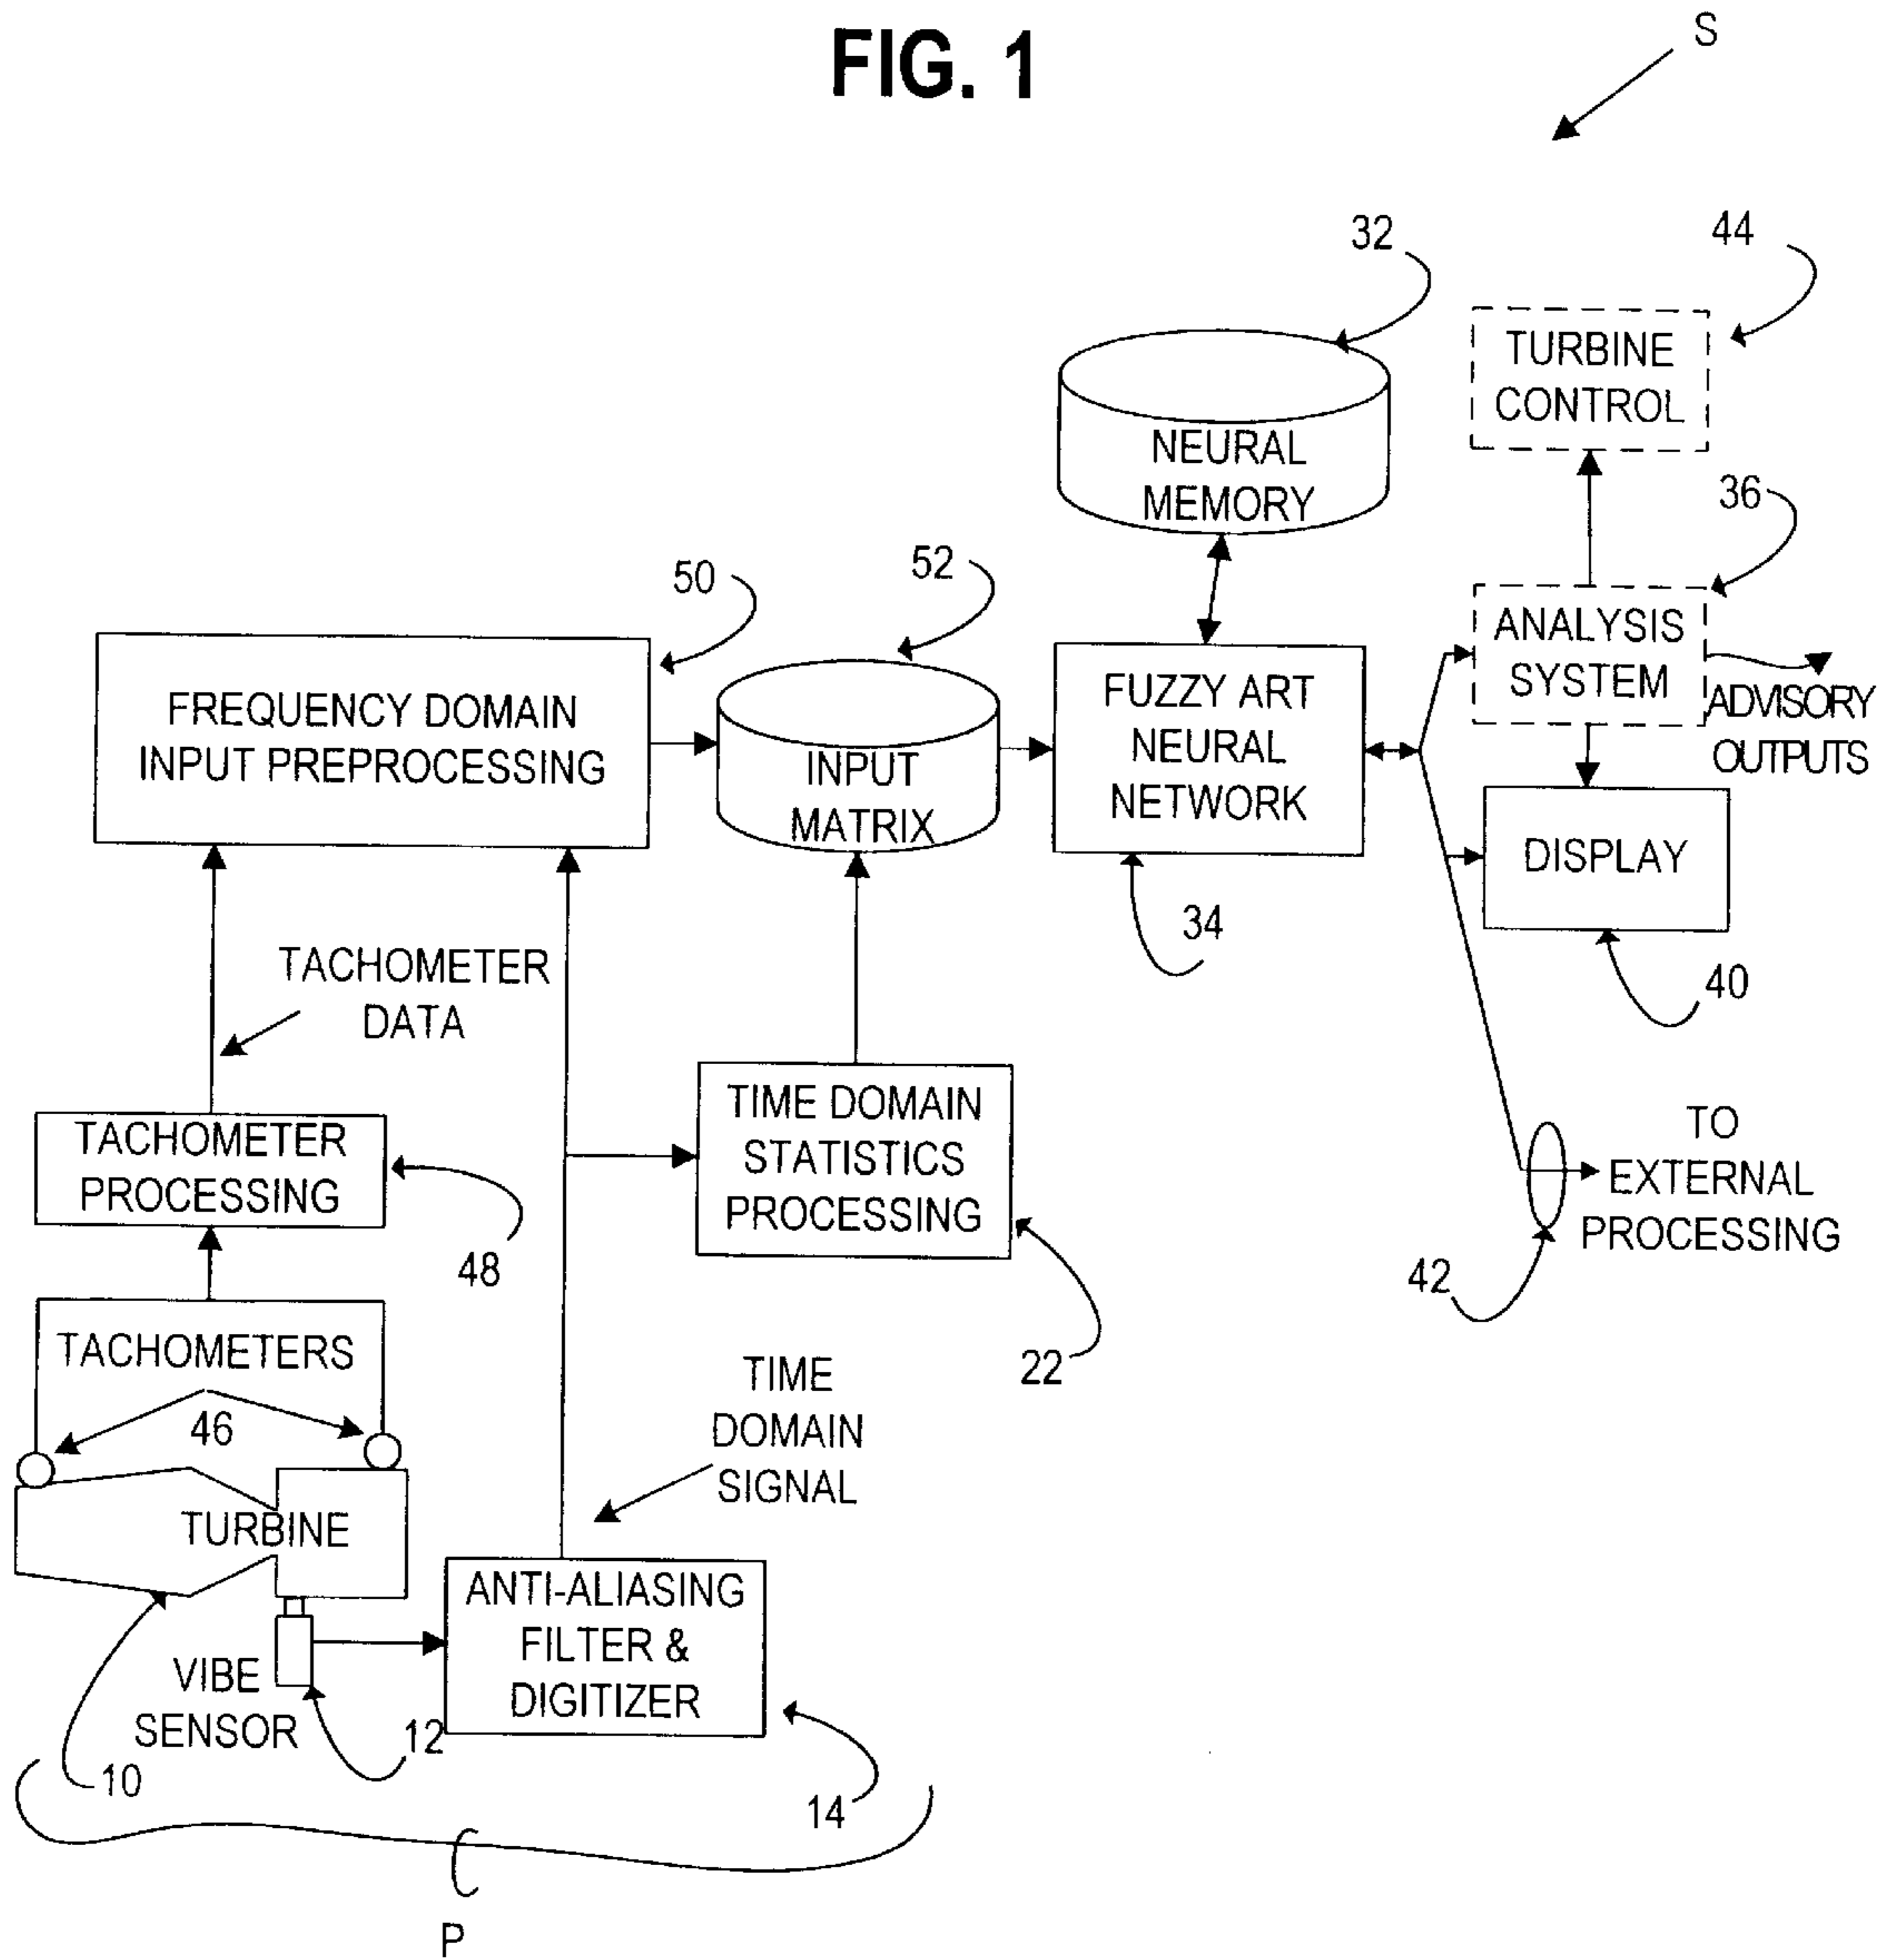 FIG. 1
S
32
44
TURBINE
CONTROL
NEURAL
MEMORY
36
50
52
ANALYSIS
SYSTEM
ADVISORY
OUTPUTS
FREQUENCY DOMAIN
INPUT PREPROCESSING
INPUT
MATRIX
FUZZY ART
NEURAL
NETWORK
DISPLAY
34
40
TACHOMETER
DATA
TACHOMETER
PROCESSING
48
TIME DOMAIN
STATISTICS
PROCESSING
22
TO
EXTERNAL
PROCESSING
42
TACHOMETERS
46
TIME
DOMAIN
SIGNAL
TURBINE
ANTI-ALIASING
FILTER &
DIGITIZER
VIBE
SENSOR
12
10
14
P